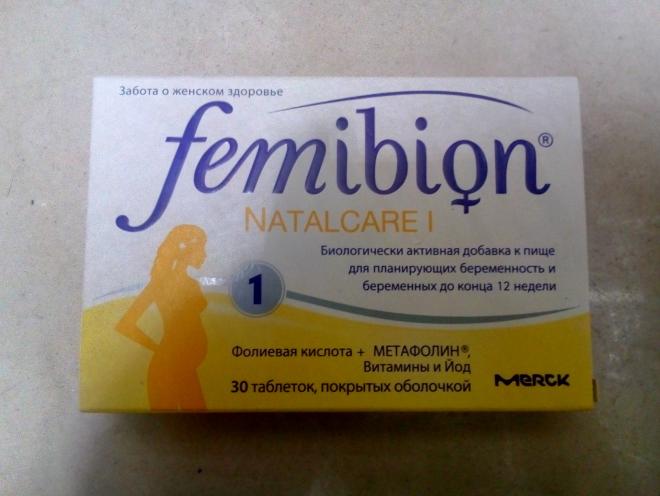 Забота о женском здоровье
femibion®
NATALCARE I
Биологически активная добавка к пище
для планирующих беременность и
беременных до конца 12 недели
1
Фолиевая кислота + МЕТАФОЛИН®,
Витамины и Йод
30 таблеток, покрытых оболочкой
MERCK